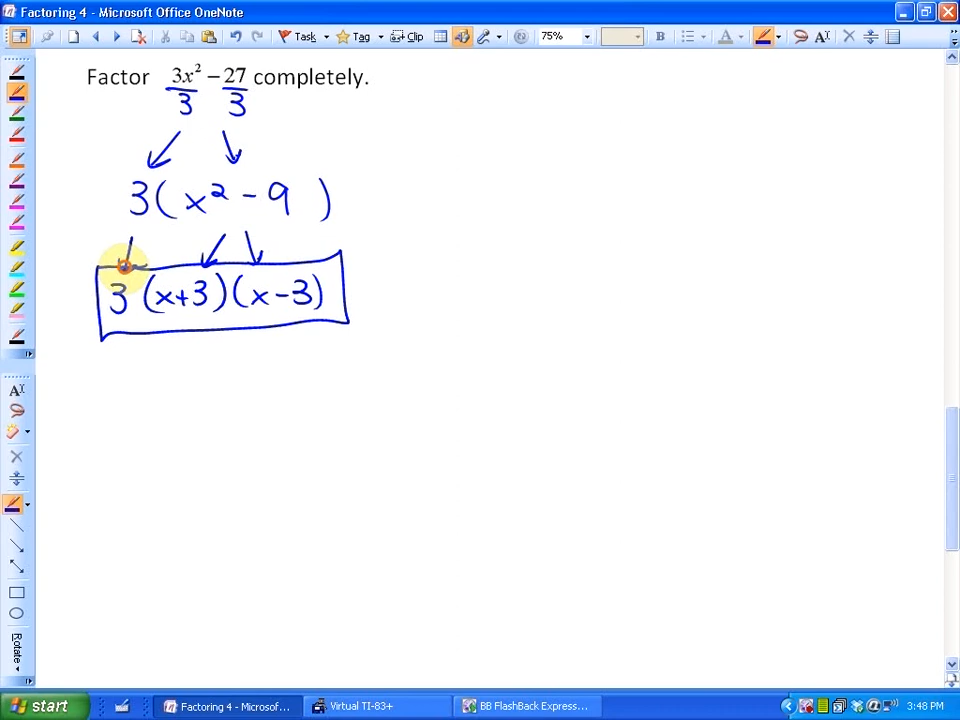 Factoring 4 - Microsoft Office OneNote
Task Tag Clip 75% B A
Factor 3x² − 27 completely.
3 3
3( x² - 9 )
3 (x+3)(x-3)
Rotate
start Factoring 4 - Microsof... Virtual TI-83+ BB FlashBack Express... 3:48 PM